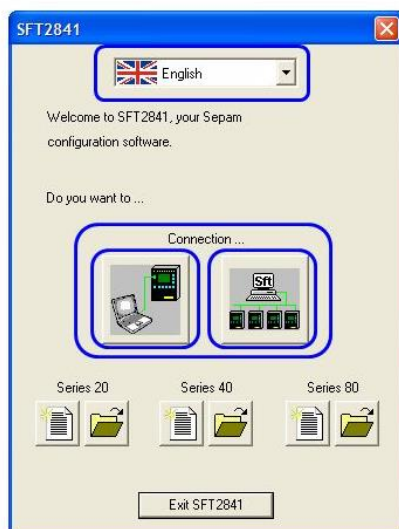 SFT2841
English
Welcome to SFT2841, your Sepam
configuration software.
Do you want to ...
Connection ...
Sft
Series 20 Series 40 Series 80
Exit SFT2841